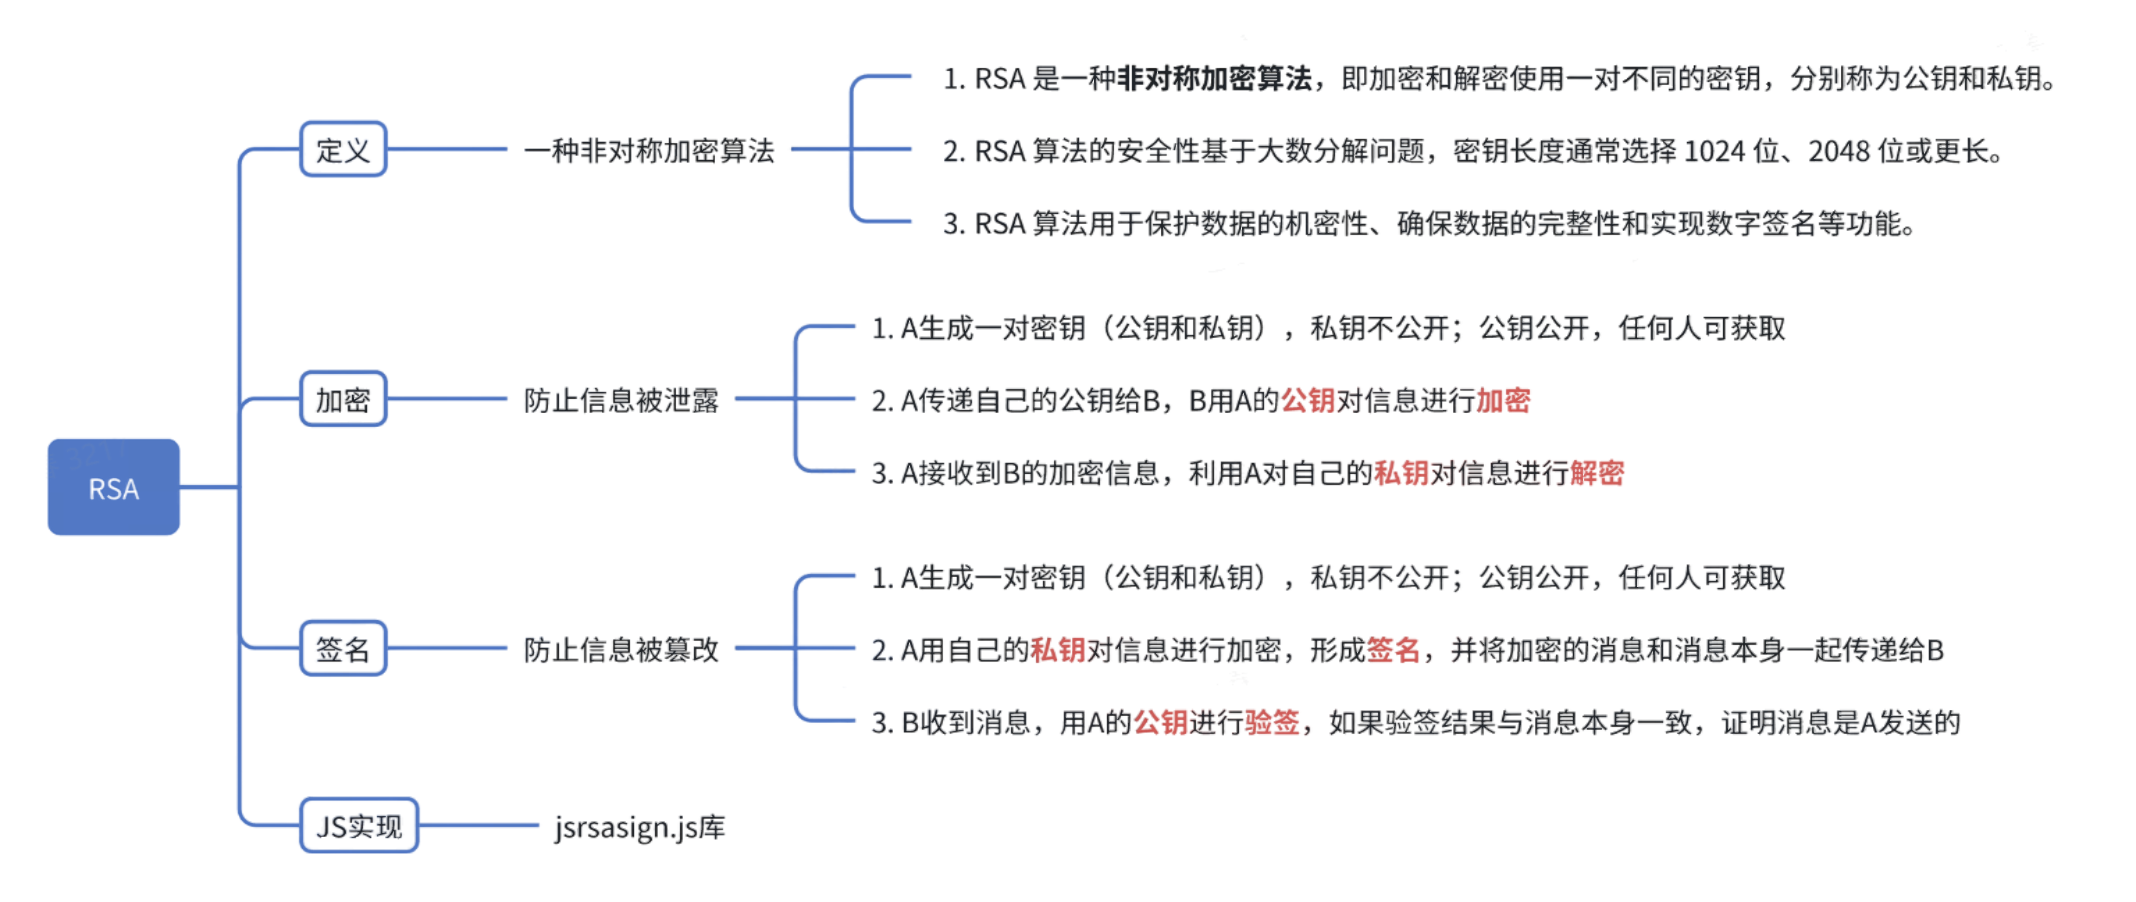 定义
一种非对称加密算法
1. RSA 是一种非对称加密算法，即加密和解密使用一对不同的密钥，分别称为公钥和私钥。
2. RSA 算法的安全性基于大数分解问题，密钥长度通常选择 1024 位、2048 位或更长。
3. RSA 算法用于保护数据的机密性、确保数据的完整性和实现数字签名等功能。
加密
防止信息被泄露
1. A生成一对密钥（公钥和私钥），私钥不公开；公钥公开，任何人可获取
2. A传递自己的公钥给B，B用A的公钥对信息进行加密
3. A接收到B的加密信息，利用A对自己的私钥对信息进行解密
RSA
签名
防止信息被篡改
1. A生成一对密钥（公钥和私钥），私钥不公开；公钥公开，任何人可获取
2. A用自己的私钥对信息进行加密，形成签名，并将加密的消息和消息本身一起传递给B
3. B收到消息，用A的公钥进行验签，如果验签结果与消息本身一致，证明消息是A发送的
JS实现
jsrsasign.js库